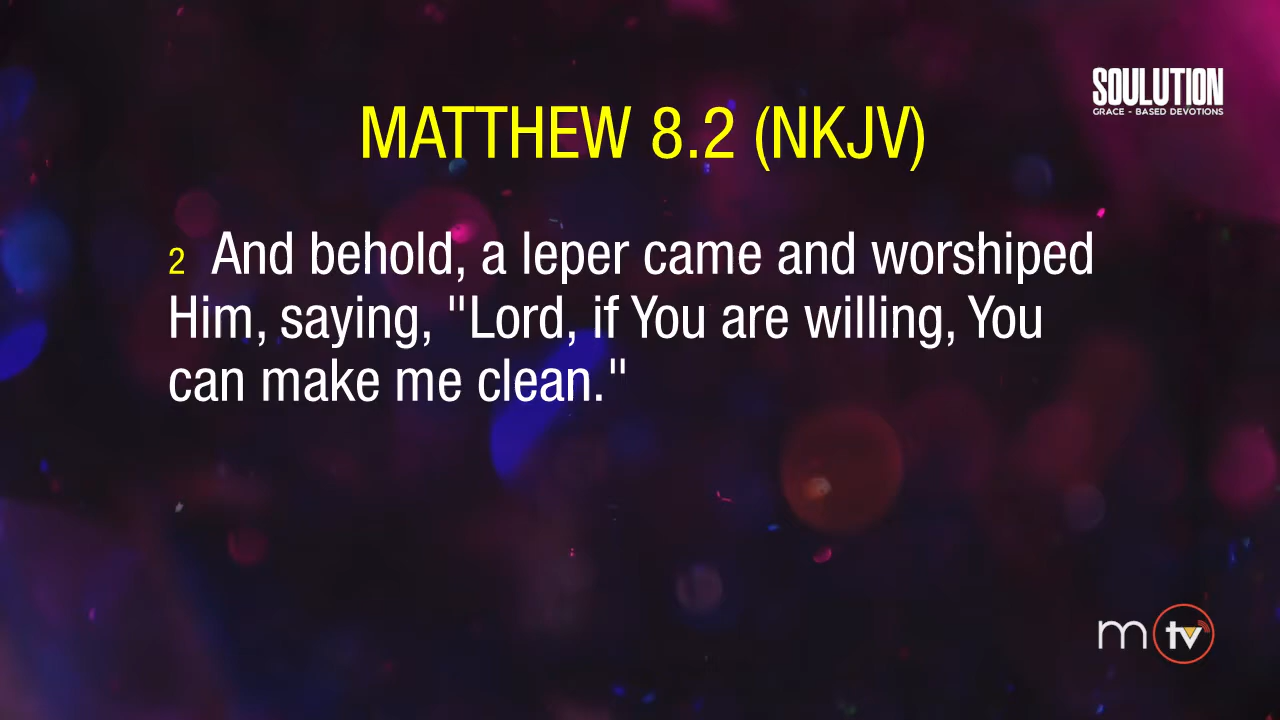 SOULUTION
GRACE - BASED DEVOTIONS
MATTHEW 8.2 (NKJV)
2 And behold, a leper came and worshiped
Him, saying, "Lord, if You are willing, You
can make me clean."
m tv